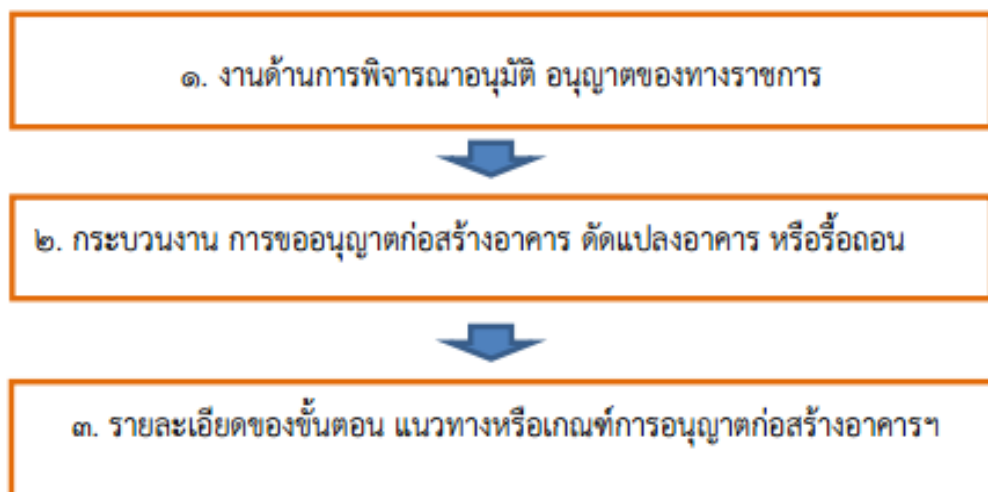 ๑. งานด้านการพิจารณาอนุมัติ อนุญาตของทางราชการ
๒. กระบวนงาน การขออนุญาตก่อสร้างอาคาร ดัดแปลงอาคาร หรือรื้อถอน
๓. รายละเอียดของขั้นตอน แนวทางหรือเกณฑ์การอนุญาตก่อสร้างอาคารฯ